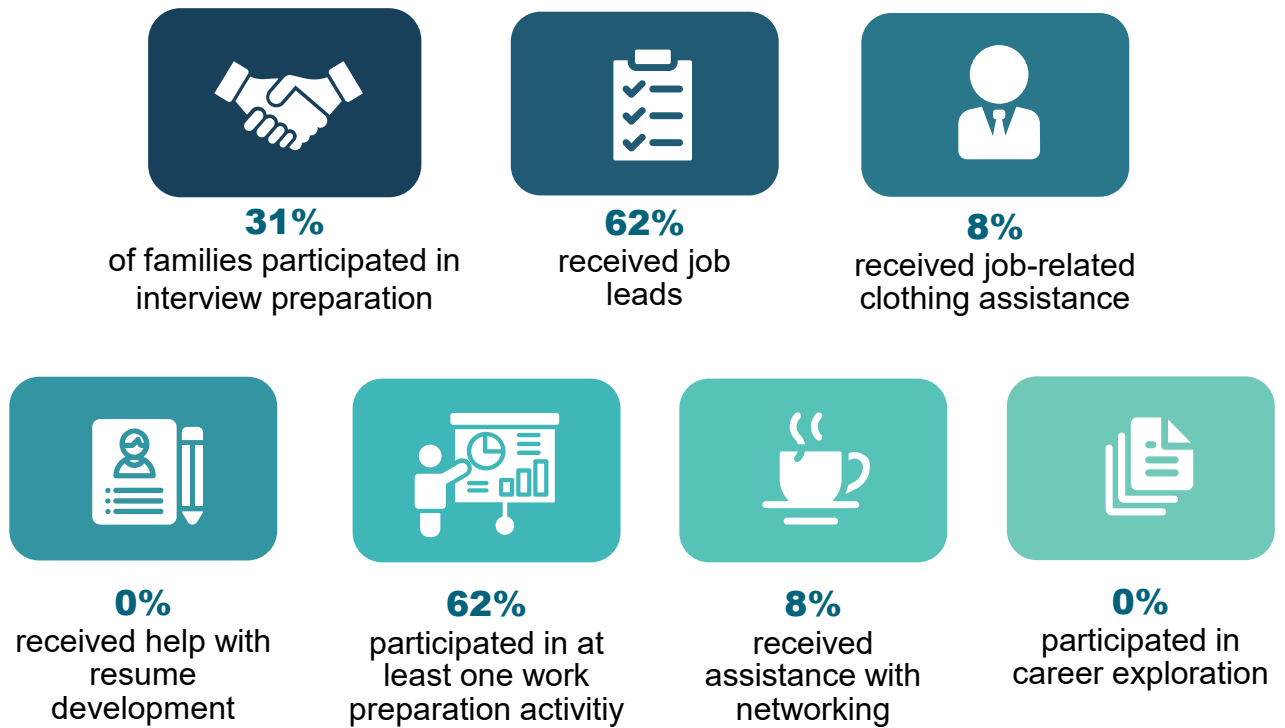 31%
of families participated in
interview preparation
62%
received job
leads
8%
received job-related
clothing assistance
0%
received help with
resume
development
62%
participated in at
least one work
preparation activitiy
8%
received
assistance with
networking
0%
participated in
career exploration